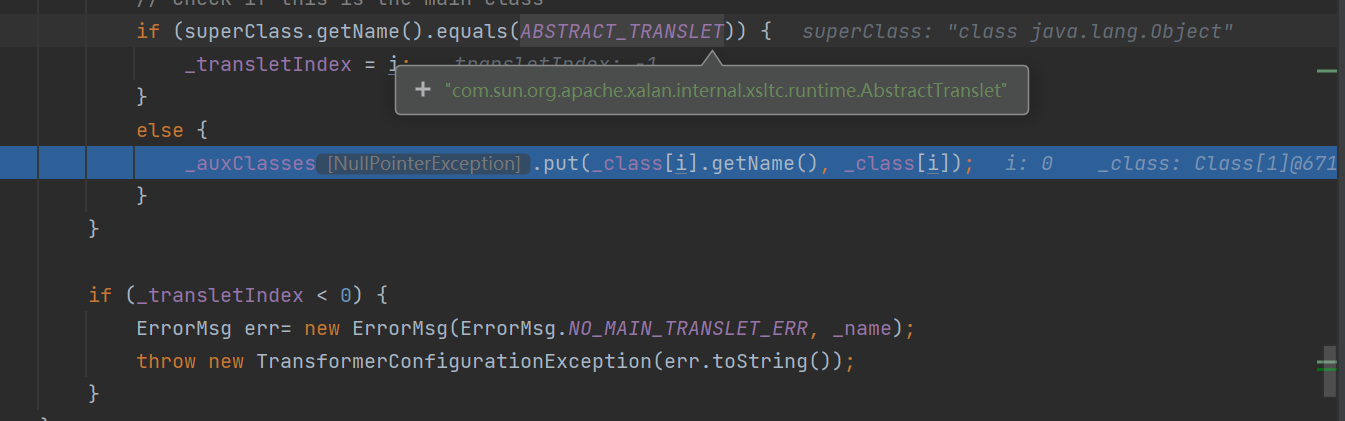 // Check if this is the main class
if (superClass.getName().equals(ABSTRACT_TRANSLET)) { superClass: "class java.lang.Object"
_transletIndex = i; _transletIndex: -1
+ "com.sun.org.apache.xalan.internal.xsltc.runtime.AbstractTranslet"
}
else {
_auxClasses [NullPointerException] .put(_class[i].getName(), _class[i]); i: 0 _class: Class[1]@671
}
}
if (_transletIndex < 0) {
ErrorMsg err= new ErrorMsg(ErrorMsg.NO_MAIN_TRANSLET_ERR, _name);
throw new TransformerConfigurationException(err.toString());
}